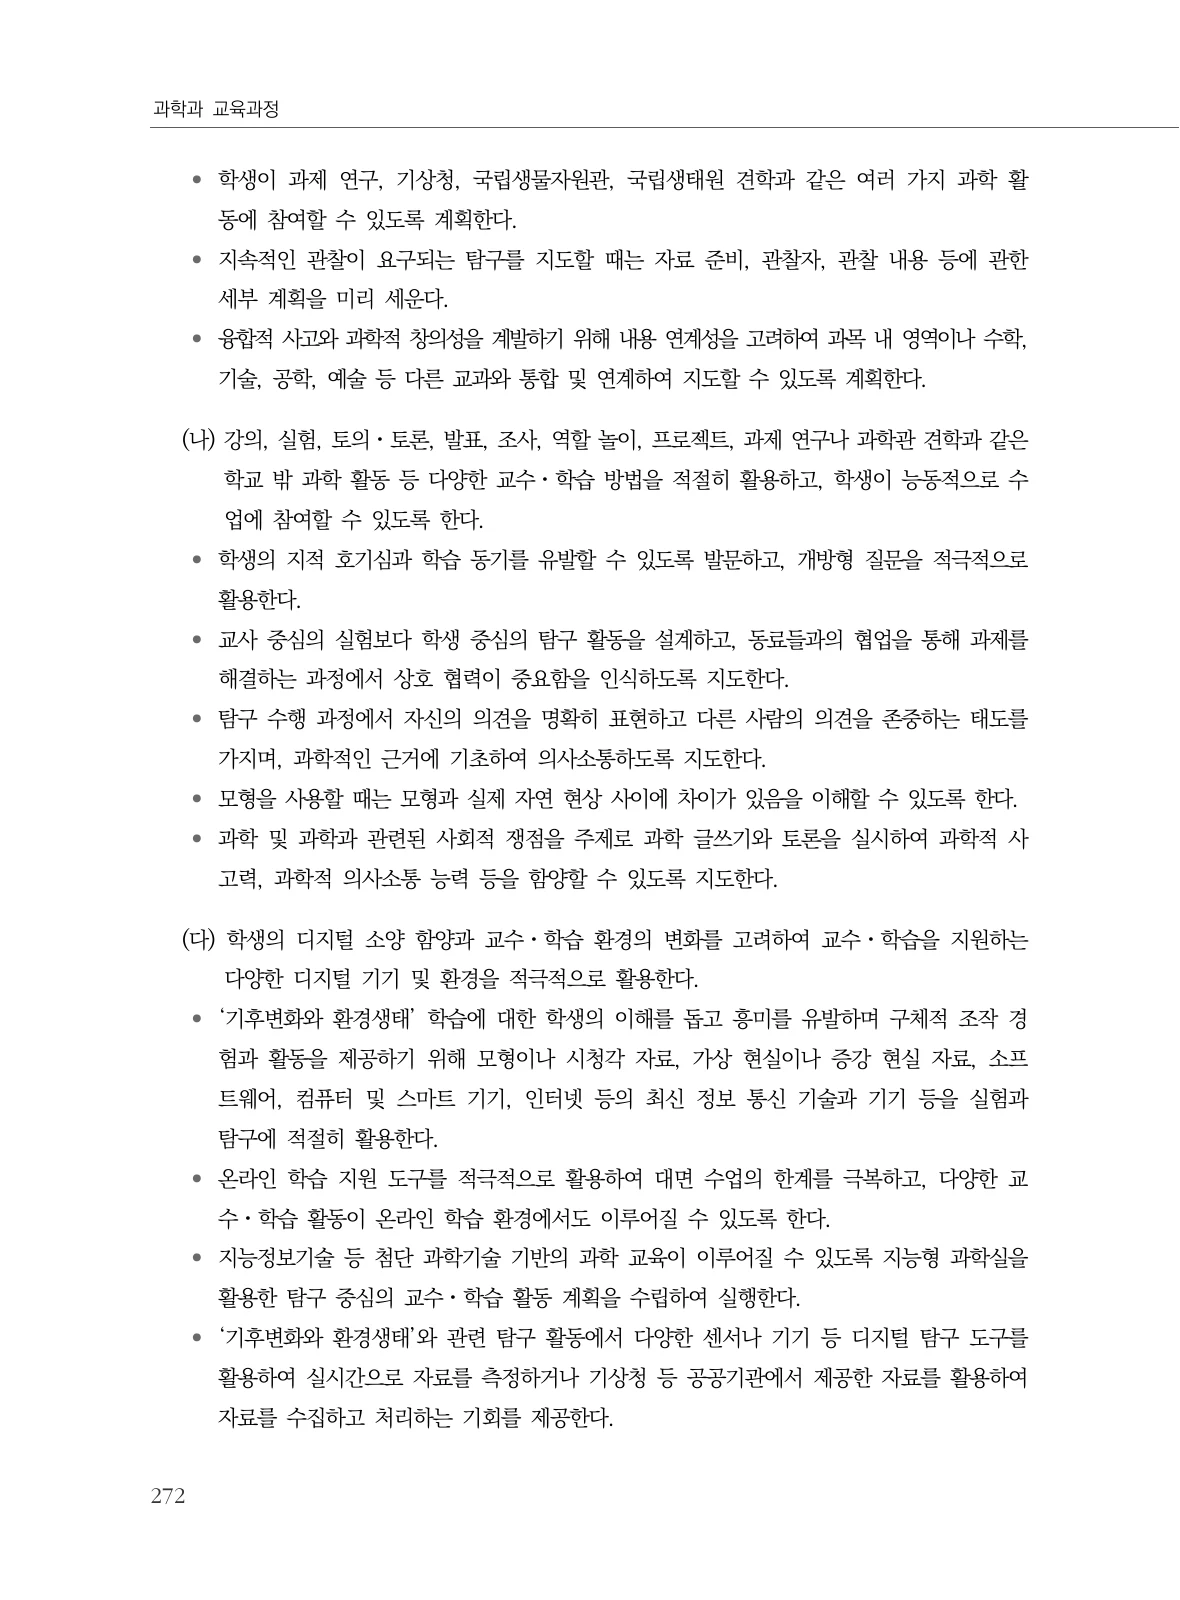 과학과 교육과정
• 학생이 과제 연구, 기상청, 국립생물자원관, 국립생태원 견학과 같은 여러 가지 과학 활
동에 참여할 수 있도록 계획한다.
• 지속적인 관찰이 요구되는 탐구를 지도할 때는 자료 준비, 관찰자, 관찰 내용 등에 관한
세부 계획을 미리 세운다.
• 융합적 사고와 과학적 창의성을 계발하기 위해 내용 연계성을 고려하여 과목 내 영역이나 수학,
기술, 공학, 예술 등 다른 교과와 통합 및 연계하여 지도할 수 있도록 계획한다.
(나) 강의, 실험, 토의・토론, 발표, 조사, 역할 놀이, 프로젝트, 과제 연구나 과학관 견학과 같은
학교 밖 과학 활동 등 다양한 교수・학습 방법을 적절히 활용하고, 학생이 능동적으로 수
업에 참여할 수 있도록 한다.
• 학생의 지적 호기심과 학습 동기를 유발할 수 있도록 발문하고, 개방형 질문을 적극적으로
활용한다.
• 교사 중심의 실험보다 학생 중심의 탐구 활동을 설계하고, 동료들과의 협업을 통해 과제를
해결하는 과정에서 상호 협력이 중요함을 인식하도록 지도한다.
• 탐구 수행 과정에서 자신의 의견을 명확히 표현하고 다른 사람의 의견을 존중하는 태도를
가지며, 과학적인 근거에 기초하여 의사소통하도록 지도한다.
• 모형을 사용할 때는 모형과 실제 자연 현상 사이에 차이가 있음을 이해할 수 있도록 한다.
• 과학 및 과학과 관련된 사회적 쟁점을 주제로 과학 글쓰기와 토론을 실시하여 과학적 사
고력, 과학적 의사소통 능력 등을 함양할 수 있도록 지도한다.
(다) 학생의 디지털 소양 함양과 교수・학습 환경의 변화를 고려하여 교수・학습을 지원하는
다양한 디지털 기기 및 환경을 적극적으로 활용한다.
• ‘기후변화와 환경생태’ 학습에 대한 학생의 이해를 돕고 흥미를 유발하며 구체적 조작 경
험과 활동을 제공하기 위해 모형이나 시청각 자료, 가상 현실이나 증강 현실 자료, 소프
트웨어, 컴퓨터 및 스마트 기기, 인터넷 등의 최신 정보 통신 기술과 기기 등을 실험과
탐구에 적절히 활용한다.
• 온라인 학습 지원 도구를 적극적으로 활용하여 대면 수업의 한계를 극복하고, 다양한 교
수・학습 활동이 온라인 학습 환경에서도 이루어질 수 있도록 한다.
• 지능정보기술 등 첨단 과학기술 기반의 과학 교육이 이루어질 수 있도록 지능형 과학실을
활용한 탐구 중심의 교수・학습 활동 계획을 수립하여 실행한다.
• ‘기후변화와 환경생태’와 관련 탐구 활동에서 다양한 센서나 기기 등 디지털 탐구 도구를
활용하여 실시간으로 자료를 측정하거나 기상청 등 공공기관에서 제공한 자료를 활용하여
자료를 수집하고 처리하는 기회를 제공한다.
272